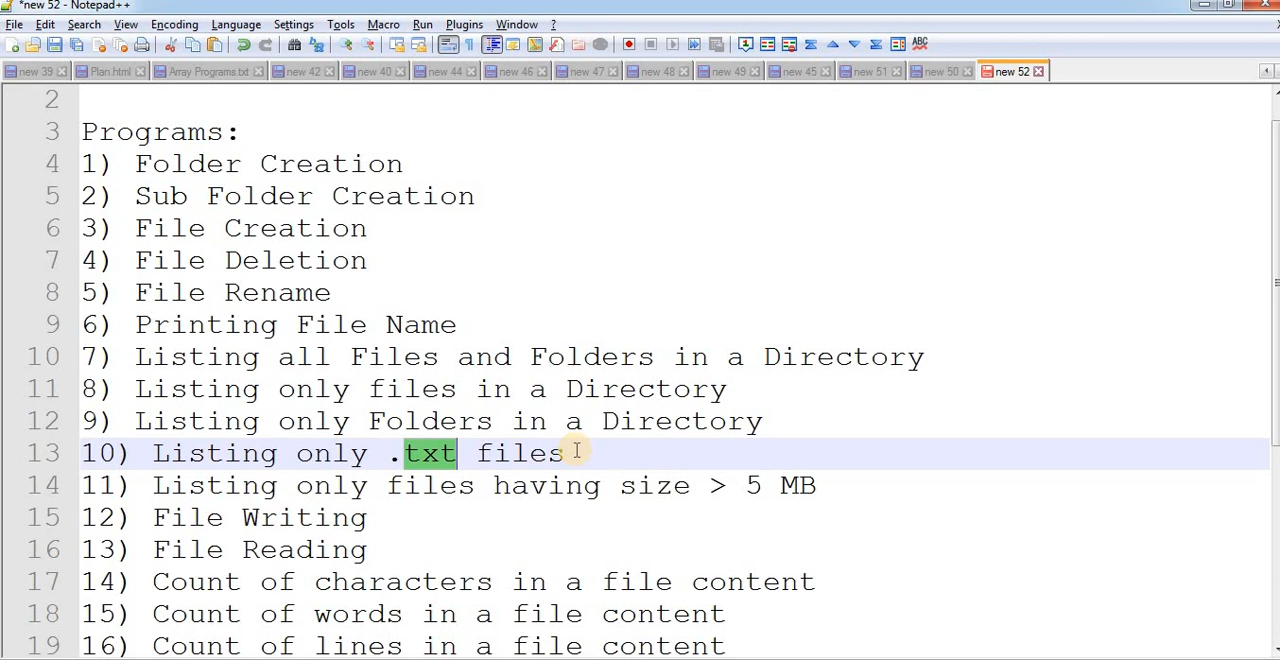 *new 52 - Notepad++
File Edit Search View Encoding Language Settings Tools Macro Run Plugins Window ?
ABC
new 39 Plan.html Array Programs.txt new 42 new 40 new 44 new 46 new 47 new 48 new 49 new 45 new 51 new 50 new 52
2
3 Programs:
4 1) Folder Creation
5 2) Sub Folder Creation
6 3) File Creation
7 4) File Deletion
8 5) File Rename
9 6) Printing File Name
10 7) Listing all Files and Folders in a Directory
11 8) Listing only files in a Directory
12 9) Listing only Folders in a Directory
13 10) Listing only .txt files
14 11) Listing only files having size > 5 MB
15 12) File Writing
16 13) File Reading
17 14) Count of characters in a file content
18 15) Count of words in a file content
19 16) Count of lines in a file content